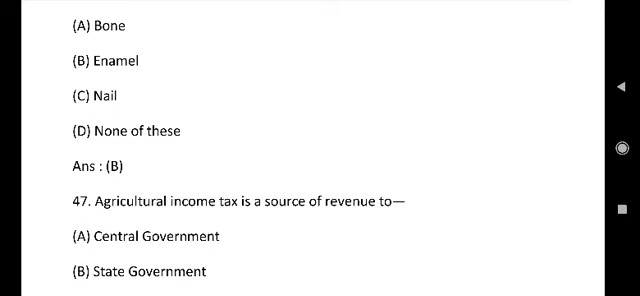 (A) Bone
(B) Enamel
(C) Nail
(D) None of these
Ans : (B)
47. Agricultural income tax is a source of revenue to—
(A) Central Government
(B) State Government